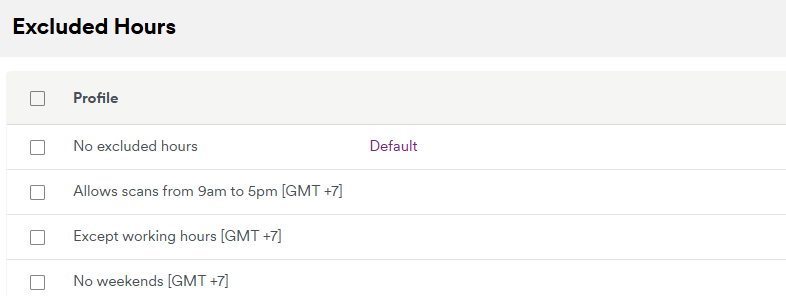 Excluded Hours
Profile
No excluded hours Default
Allows scans from 9am to 5pm [GMT +7]
Except working hours [GMT +7]
No weekends [GMT +7]